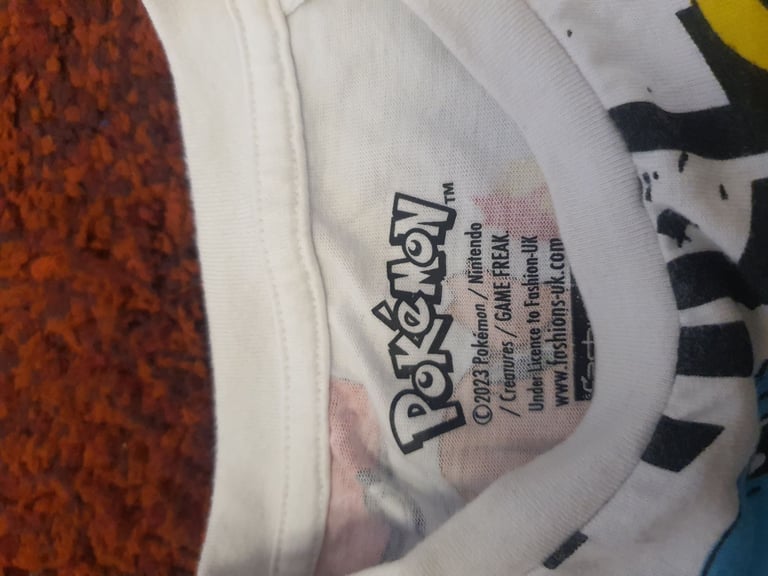 POKéMON™
©2023 Pokémon / Nintendo
/ Creatures / GAME FREAK.
Under Licence to Fashion-UK
www.fashions-uk.com